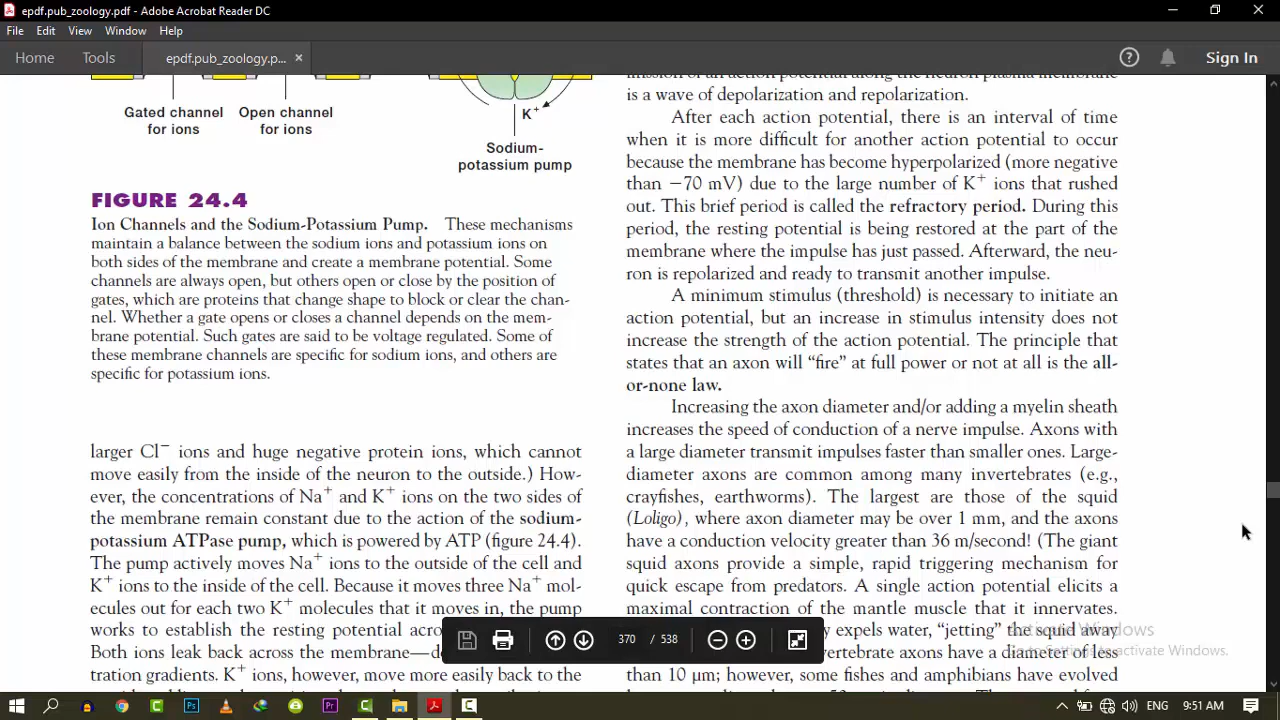 epdf.pub_zoology.pdf - Adobe Acrobat Reader DC
File Edit View Window Help
Home Tools epdf.pub_zoology.p... × Sign In
Gated channel
for ions
Open channel
for ions
K+
Sodium-
potassium pump
FIGURE 24.4
Ion Channels and the Sodium-Potassium Pump. These mechanisms
maintain a balance between the sodium ions and potassium ions on
both sides of the membrane and create a membrane potential. Some
channels are always open, but others open or close by the position of
gates, which are proteins that change shape to block or clear the chan-
nel. Whether a gate opens or closes a channel depends on the mem-
brane potential. Such gates are said to be voltage regulated. Some of
these membrane channels are specific for sodium ions, and others are
specific for potassium ions.
larger Cl− ions and huge negative protein ions, which cannot
move easily from the inside of the neuron to the outside.) How-
ever, the concentrations of Na+ and K+ ions on the two sides of
the membrane remain constant due to the action of the sodium-
potassium ATPase pump, which is powered by ATP (figure 24.4).
The pump actively moves Na+ ions to the outside of the cell and
K+ ions to the inside of the cell. Because it moves three Na+ mol-
ecules out for each two K+ molecules that it moves in, the pump
works to establish the resting potential acro
Both ions leak back across the membrane—d
tration gradients. K+ ions, however, move more easily back to the
mission of an action potential along the neuron plasma membrane
is a wave of depolarization and repolarization.
After each action potential, there is an interval of time
when it is more difficult for another action potential to occur
because the membrane has become hyperpolarized (more negative
than −70 mV) due to the large number of K+ ions that rushed
out. This brief period is called the refractory period. During this
period, the resting potential is being restored at the part of the
membrane where the impulse has just passed. Afterward, the neu-
ron is repolarized and ready to transmit another impulse.
A minimum stimulus (threshold) is necessary to initiate an
action potential, but an increase in stimulus intensity does not
increase the strength of the action potential. The principle that
states that an axon will “fire” at full power or not at all is the all-
or-none law.
Increasing the axon diameter and/or adding a myelin sheath
increases the speed of conduction of a nerve impulse. Axons with
a large diameter transmit impulses faster than smaller ones. Large-
diameter axons are common among many invertebrates (e.g.,
crayfishes, earthworms). The largest are those of the squid
(Loligo), where axon diameter may be over 1 mm, and the axons
have a conduction velocity greater than 36 m/second! (The giant
squid axons provide a simple, rapid triggering mechanism for
quick escape from predators. A single action potential elicits a
maximal contraction of the mantle muscle that it innervates.
y expels water, “jetting” the squid away
vertebrate axons have a diameter of less
than 10 μm; however, some fishes and amphibians have evolved
370 / 538
Activate Windows
Go to Settings to activate Windows.
ENG 9:51 AM